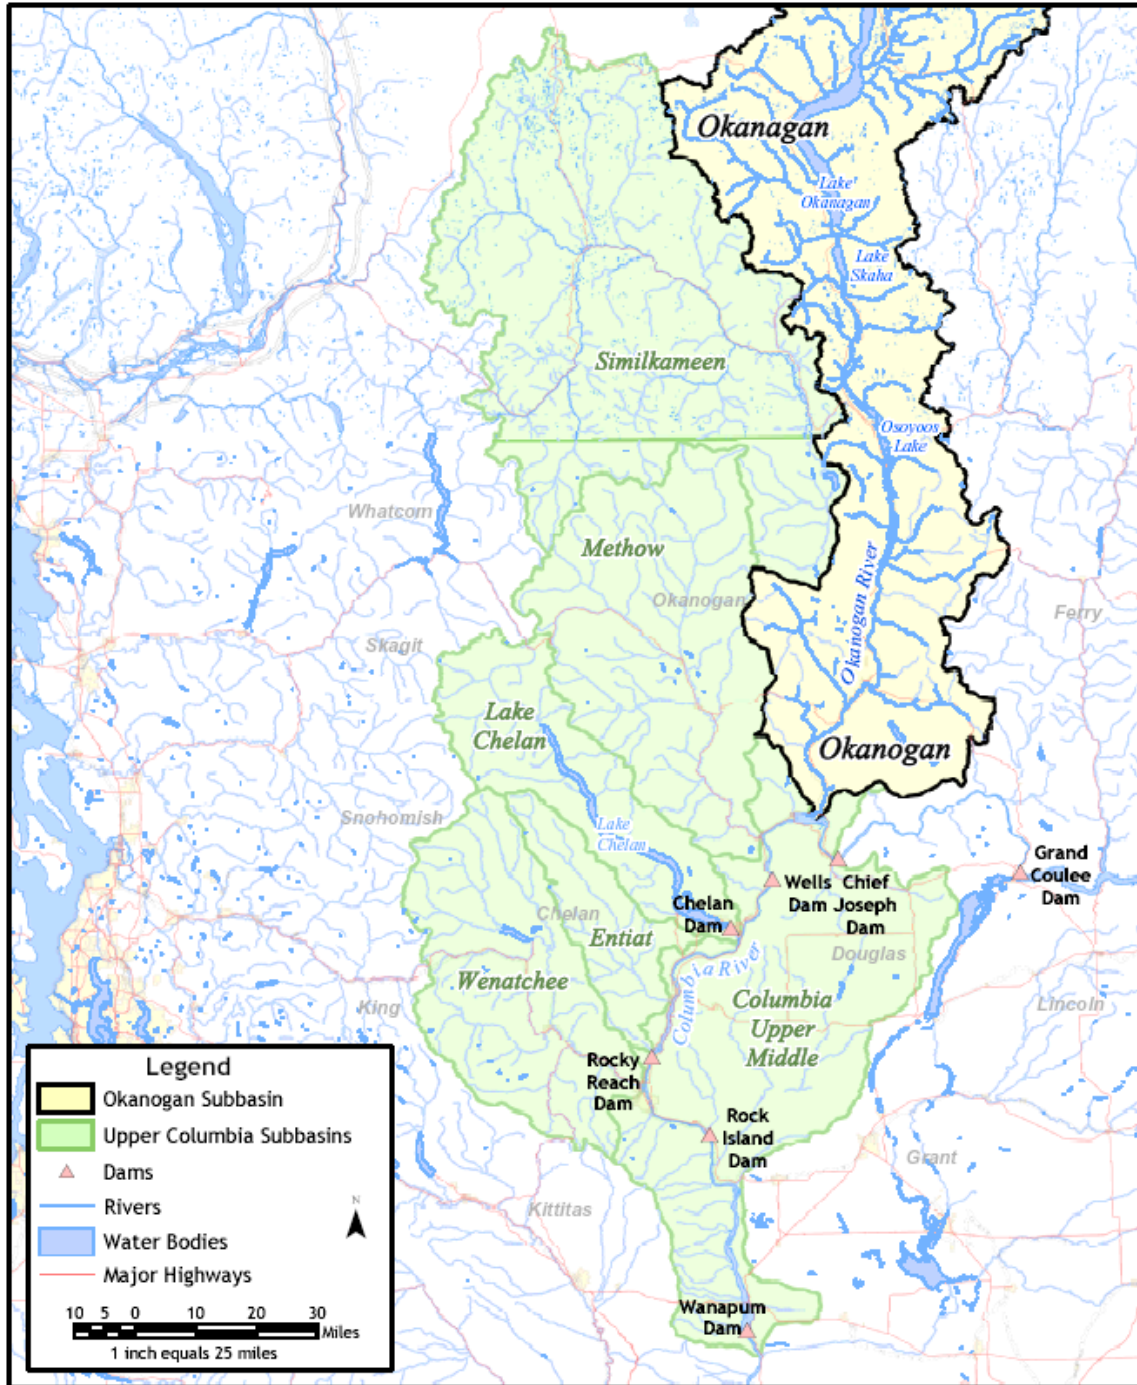 Okanagan
Lake
Okanagan
Lake
Skaha
Similkameen
Osoyoos
Lake
Whatcom
Methow
Okanogan
Okanogan River
Ferry
Skagit
Lake
Chelan
Okanogan
Snohomish
Lake
Chelan
Grand
Coulee
Dam
Wells
Dam
Chief
Joseph
Dam
Chelan
Dam
Chelan
Entiat
Douglas
Columbia River
Wenatchee
King
Columbia
Upper
Middle
Lincoln
Rocky
Reach
Dam
Rock
Island
Dam
Grant
Kittitas
Wanapum
Dam
Legend
Okanogan Subbasin
Upper Columbia Subbasins
Dams
Rivers
N
Water Bodies
Major Highways
10 5 0 10 20 30
Miles
1 inch equals 25 miles